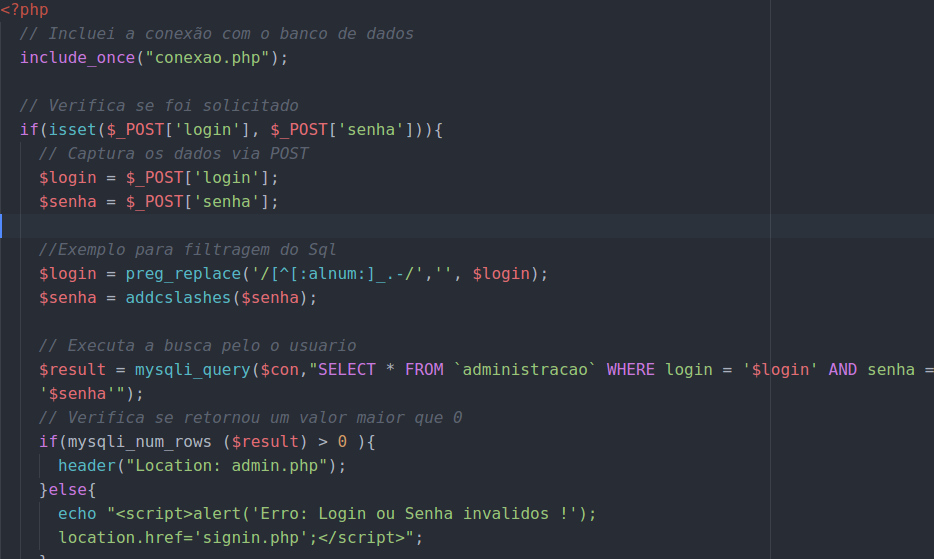 <?php
// Incluei a conexão com o banco de dados
include_once("conexao.php");
// Verifica se foi solicitado
if(isset($_POST['login'], $_POST['senha'])){
// Captura os dados via POST
$login = $_POST['login'];
$senha = $_POST['senha'];
//Exemplo para filtragem do Sql
$login = preg_replace('/[^[:alnum:]_.-/','', $login);
$senha = addcslashes($senha);
// Executa a busca pelo o usuario
$result = mysqli_query($con,"SELECT * FROM `administracao` WHERE login = '$login' AND senha =
'$senha'");
// Verifica se retornou um valor maior que 0
if(mysqli_num_rows ($result) > 0 ){
header("Location: admin.php");
}else{
echo "<script>alert('Erro: Login ou Senha invalidos !');
location.href='signin.php';</script>";
}